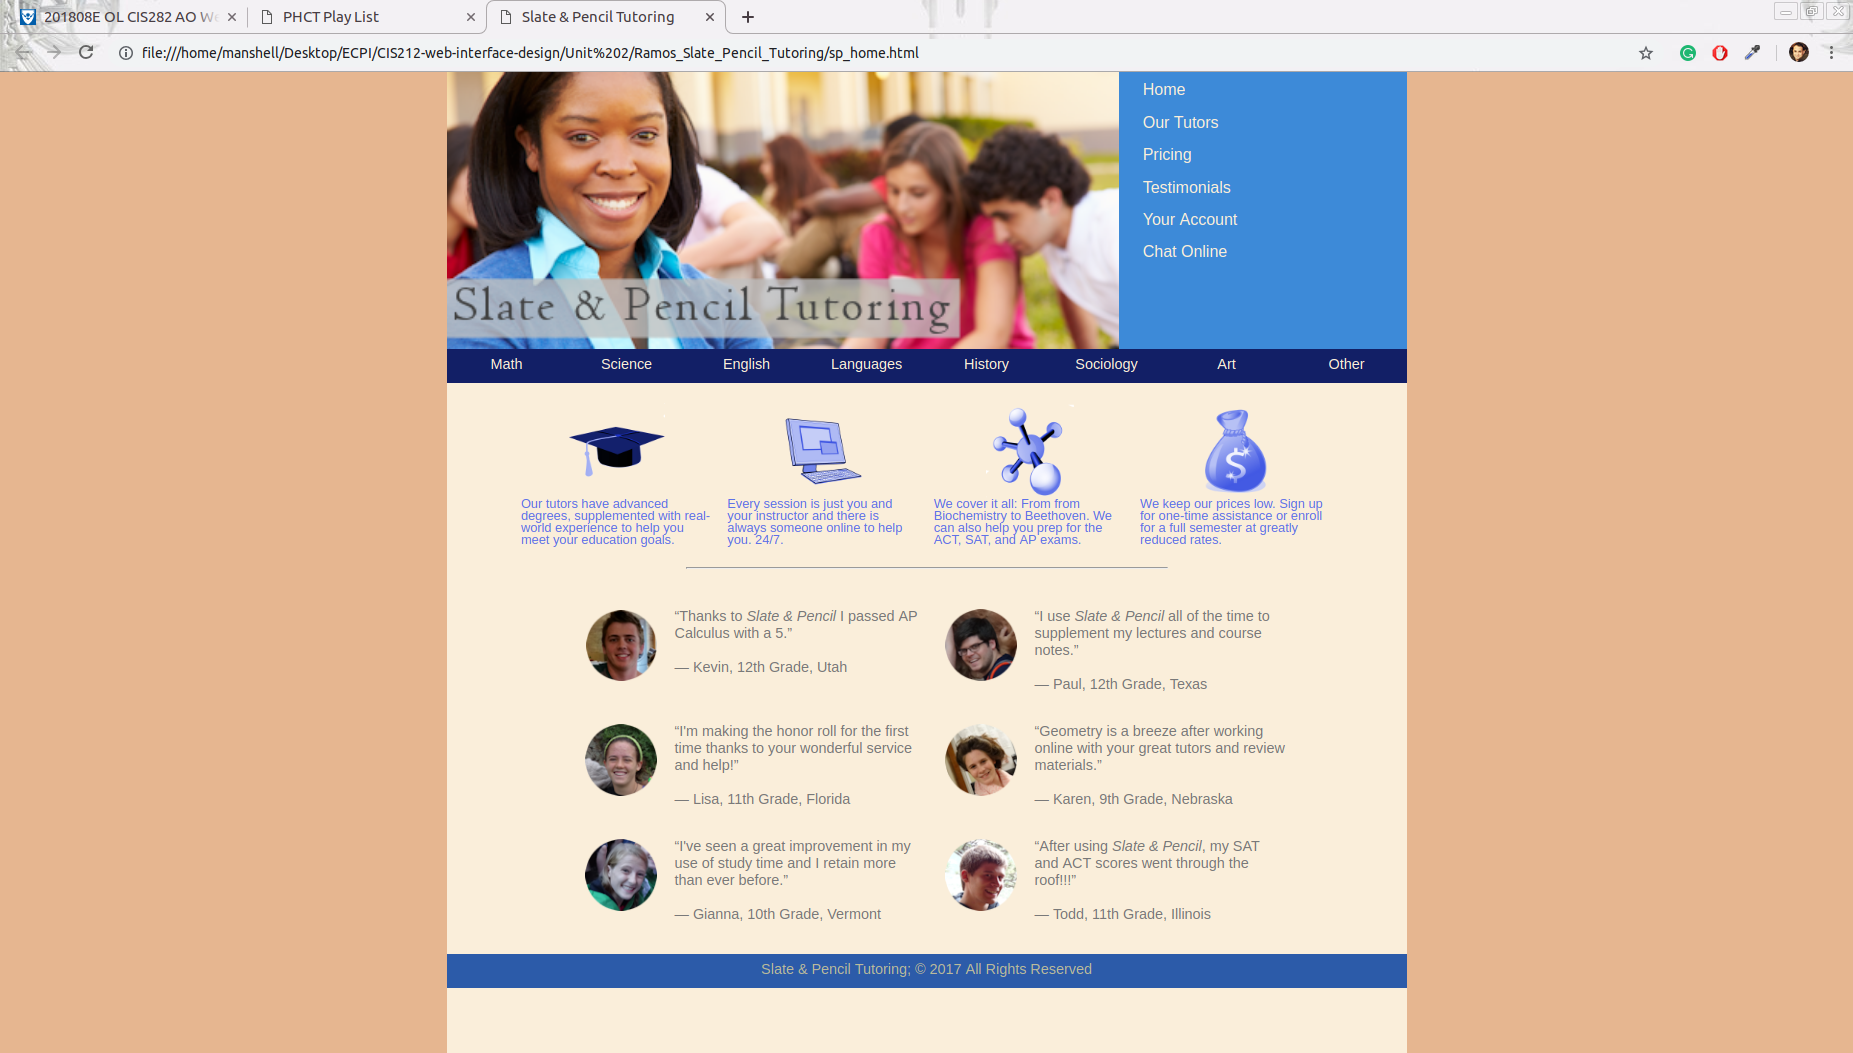 201808E OL CIS282 AO We
PHCT Play List
Slate & Pencil Tutoring
file:///home/manshell/Desktop/ECPI/CIS212-web-interface-design/Unit%202/Ramos_Slate_Pencil_Tutoring/sp_home.html
Slate & Pencil Tutoring
Home
Our Tutors
Pricing
Testimonials
Your Account
Chat Online
Math Science English Languages History Sociology Art Other
Our tutors have advanced
degrees, supplemented with real-
world experience to help you
meet your education goals.
Every session is just you and
your instructor and there is
always someone online to help
you. 24/7.
We cover it all: From from
Biochemistry to Beethoven. We
can also help you prep for the
ACT, SAT, and AP exams.
$
We keep our prices low. Sign up
for one-time assistance or enroll
for a full semester at greatly
reduced rates.
“Thanks to Slate & Pencil I passed AP
Calculus with a 5.”
— Kevin, 12th Grade, Utah
“I use Slate & Pencil all of the time to
supplement my lectures and course
notes.”
— Paul, 12th Grade, Texas
“I'm making the honor roll for the first
time thanks to your wonderful service
and help!”
— Lisa, 11th Grade, Florida
“Geometry is a breeze after working
online with your great tutors and review
materials.”
— Karen, 9th Grade, Nebraska
“I've seen a great improvement in my
use of study time and I retain more
than ever before.”
— Gianna, 10th Grade, Vermont
“After using Slate & Pencil, my SAT
and ACT scores went through the
roof!!!”
— Todd, 11th Grade, Illinois
Slate & Pencil Tutoring; © 2017 All Rights Reserved